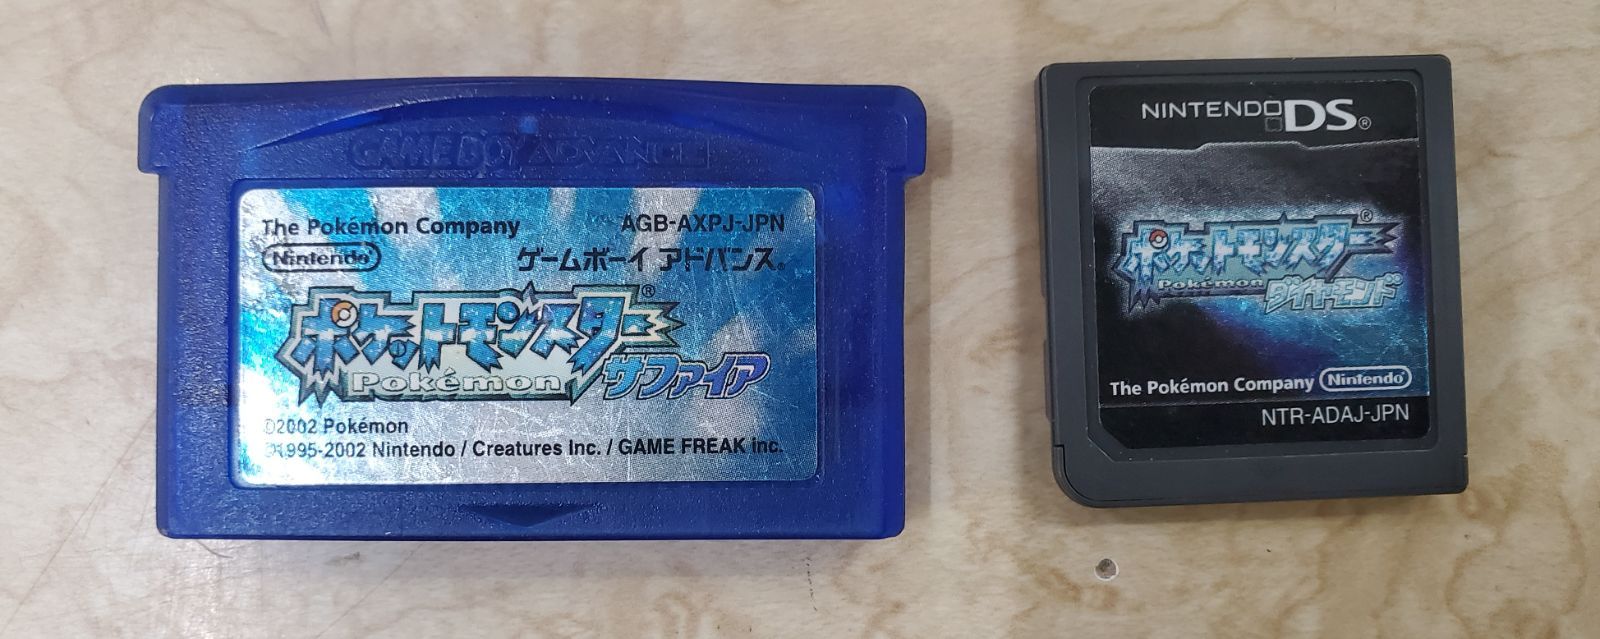 GAME BOY ADVANCE
The Pokémon Company AGB-AXPJ-JPN
Nintendo® ゲームボーイ アドバンス®
ポケットモンスター®
Pokémon サファイア
©2002 Pokémon
©1995-2002 Nintendo / Creatures Inc. / GAME FREAK inc.
NINTENDO DS®
ポケットモンスター®
Pokémon ダイヤモンド
The Pokémon Company Nintendo®
NTR-ADAJ-JPN